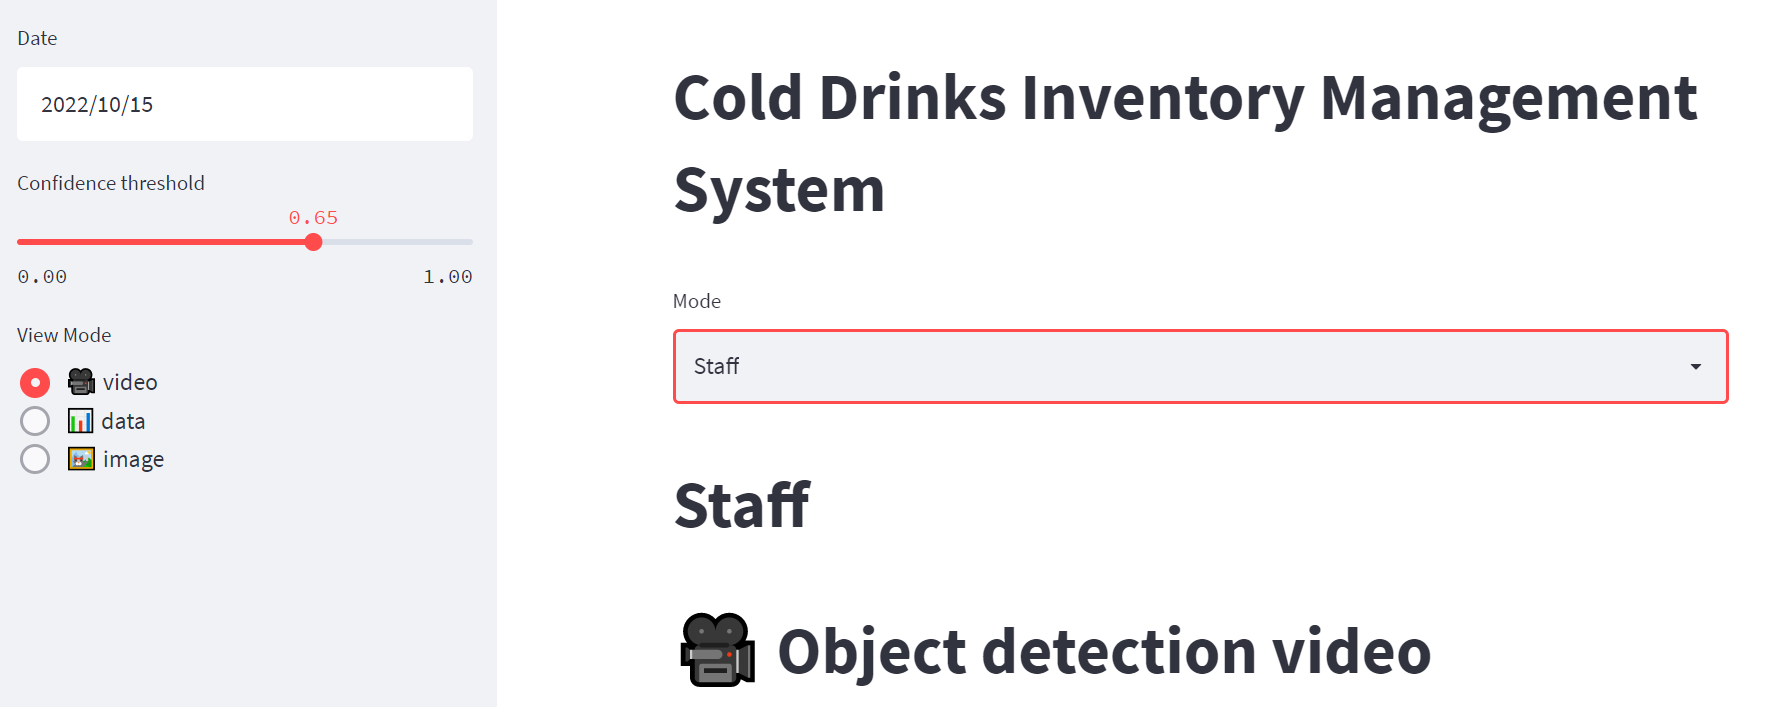 Date
2022/10/15
Confidence threshold
0.65
0.00 1.00
View Mode
video
data
image
Cold Drinks Inventory Management
System
Mode
Staff
Staff
Object detection video